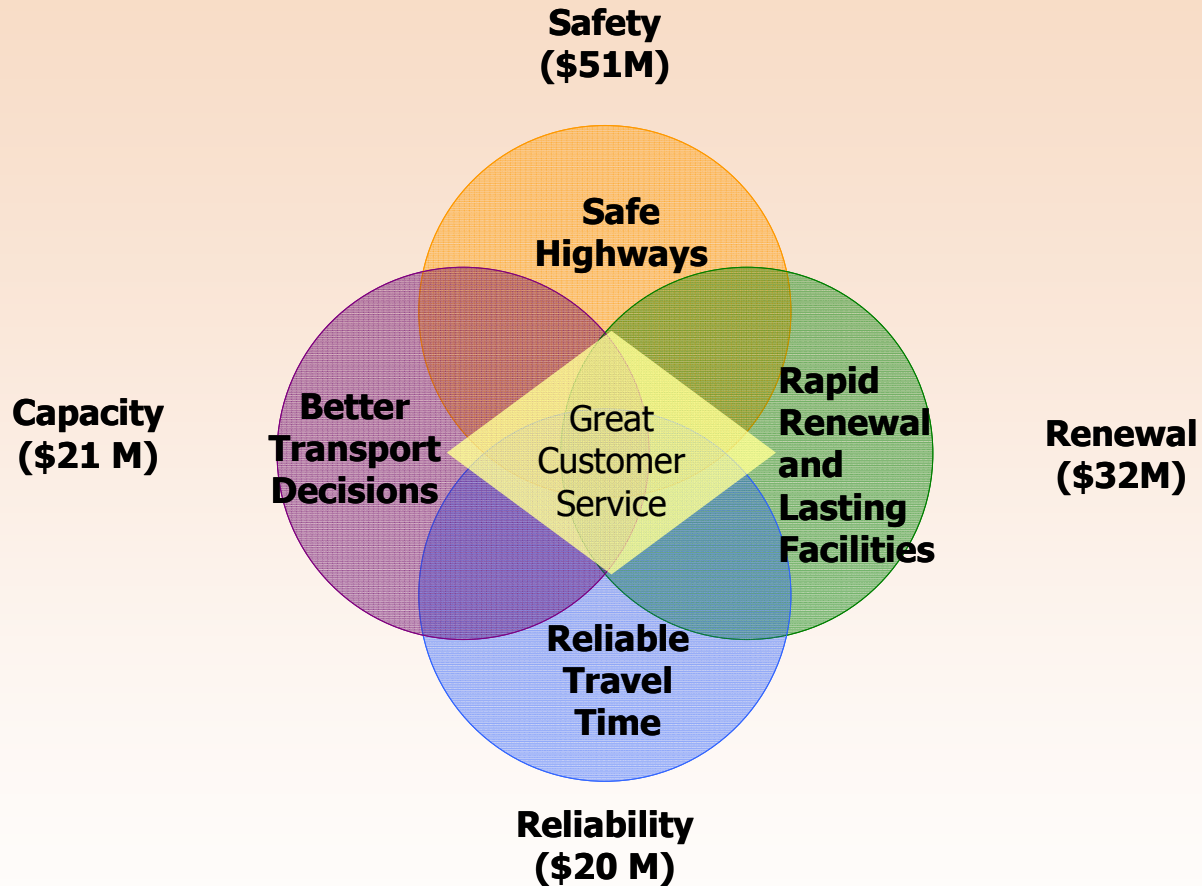 Safety
($51M)
Safe
Highways
Capacity
($21 M)
Better
Transport
Decisions
Great
Customer
Service
Rapid
Renewal
and
Lasting
Facilities
Renewal
($32M)
Reliable
Travel
Time
Reliability
($20 M)